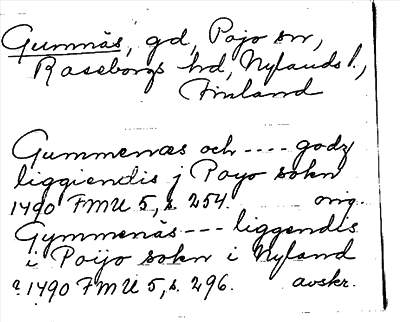 Gumnäs, gd, Pojo sn,
Raseborgs hd, Nylands l.,
Finland
Gummenæs och ---- godz
liggiendis j Poyo sokn
1490 FMU 5, s. 254. orig.
Gymmenäs --- liggendis
i Poijo sokn i Nyland
? 1490 FMU 5, s. 296. avskr.